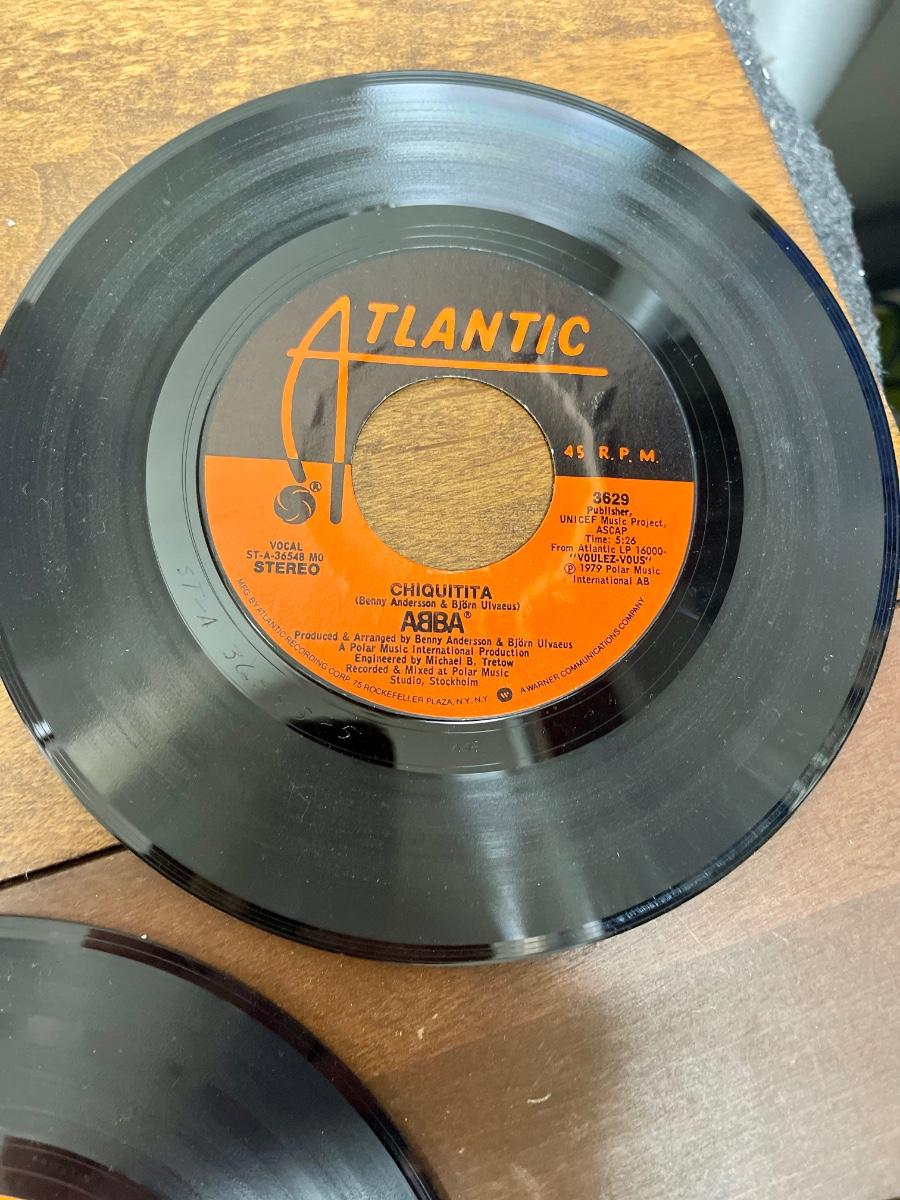 ATLANTIC
45 R.P.M.
®
VOCAL
ST-A-36548 MO
STEREO
3629
Publisher,
UNICEF Music Project,
ASCAP
Time: 5:26
From Atlantic LP 16000-
"VOULEZ-VOUS"
℗ 1979 Polar Music
International AB
CHIQUITITA
(Benny Andersson & Björn Ulvaeus)
ABBA®
Produced & Arranged by Benny Andersson & Björn Ulvaeus
A Polar Music International Production
Engineered by Michael B. Tretow
Recorded & Mixed at Polar Music
Studio, Stockholm
MFG. BY ATLANTIC RECORDING CORP. 75 ROCKEFELLER PLAZA, N.Y., N.Y. A WARNER COMMUNICATIONS COMPANY
ST-A